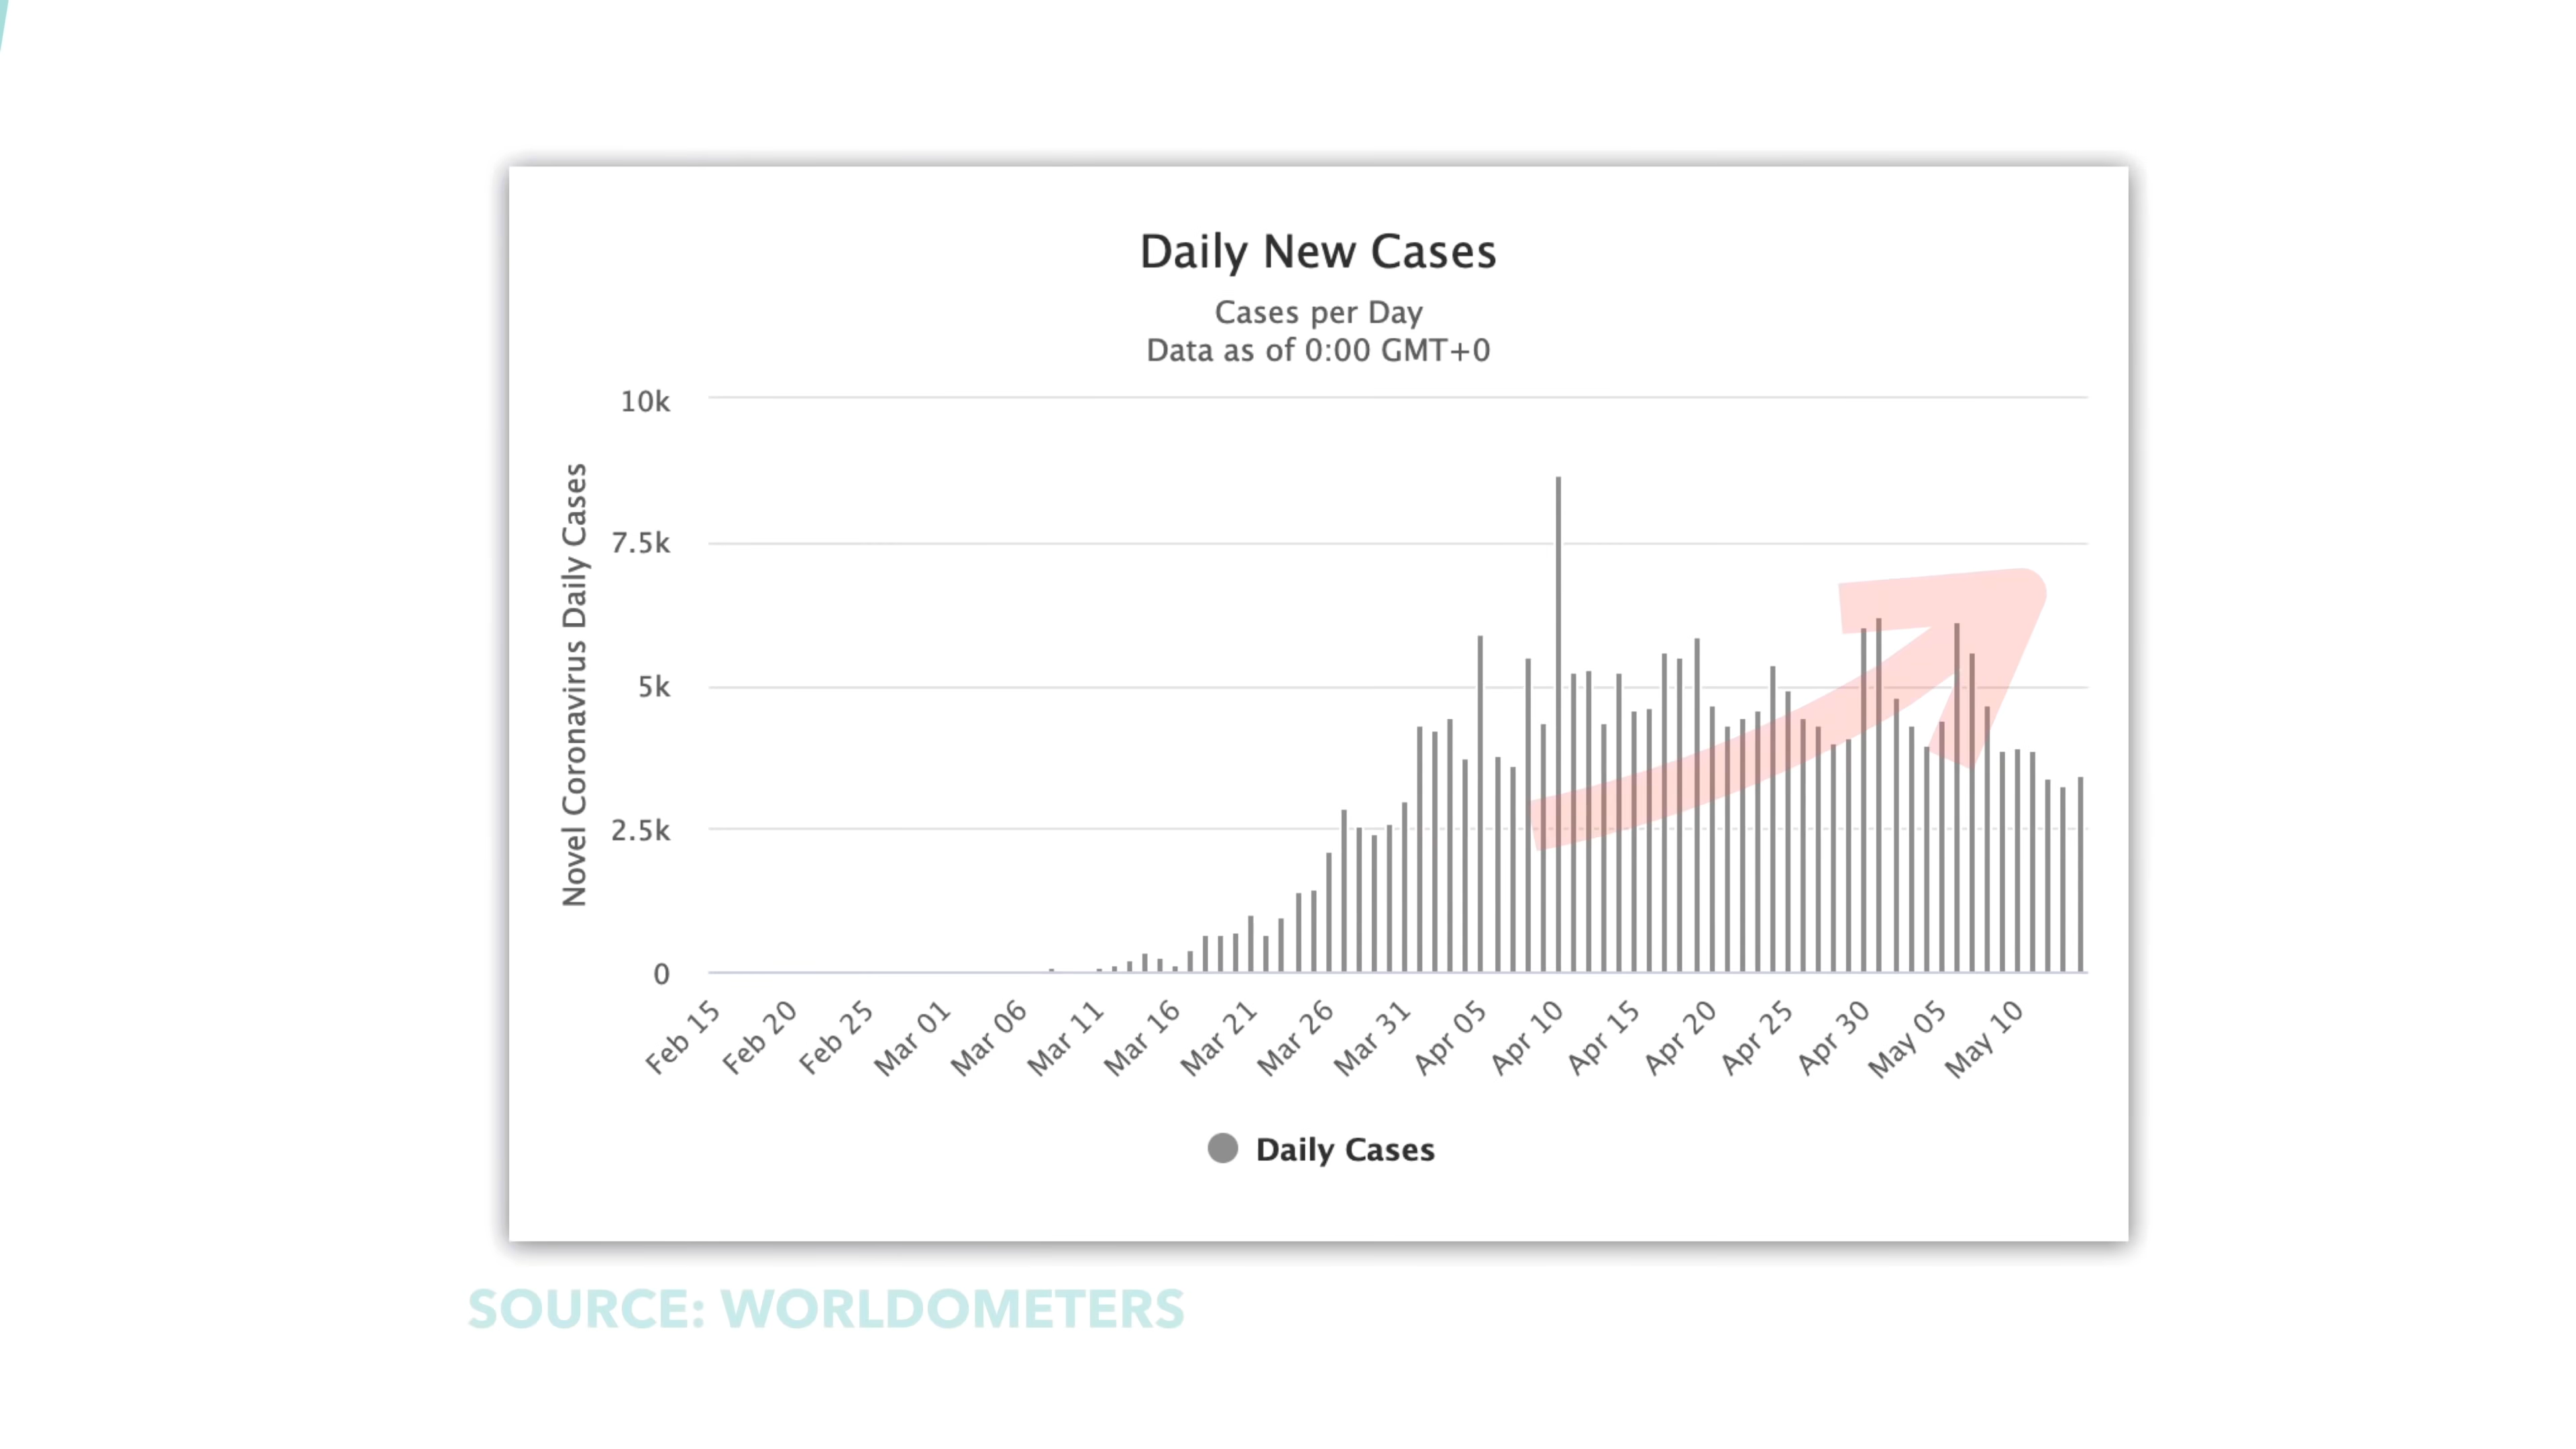 Daily New Cases
Cases per Day
Data as of 0:00 GMT+0
Novel Coronavirus Daily Cases
10k
7.5k
5k
2.5k
0
Feb 15
Feb 20
Feb 25
Mar 01
Mar 06
Mar 11
Mar 16
Mar 21
Mar 26
Mar 31
Apr 05
Apr 10
Apr 15
Apr 20
Apr 25
Apr 30
May 05
May 10
Daily Cases
SOURCE: WORLDOMETERS